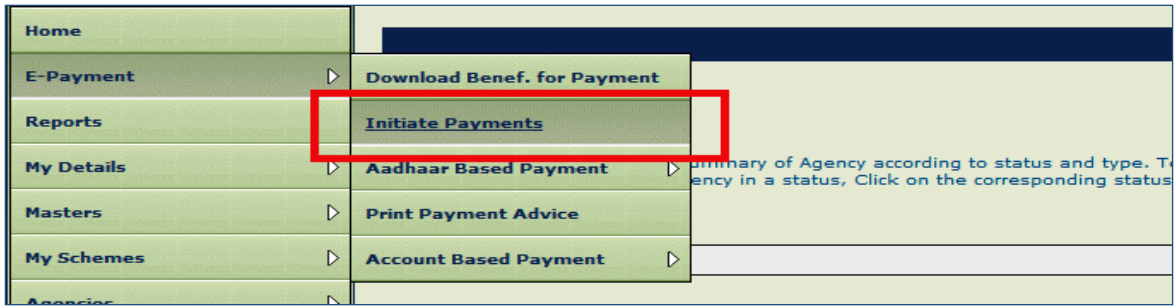 Home
E-Payment
Download Benef. for Payment
Reports
Initiate Payments
My Details
Aadhaar Based Payment
ummary of Agency according to status and type. T
ency in a status, Click on the corresponding status
Masters
Print Payment Advice
My Schemes
Account Based Payment
Agencies